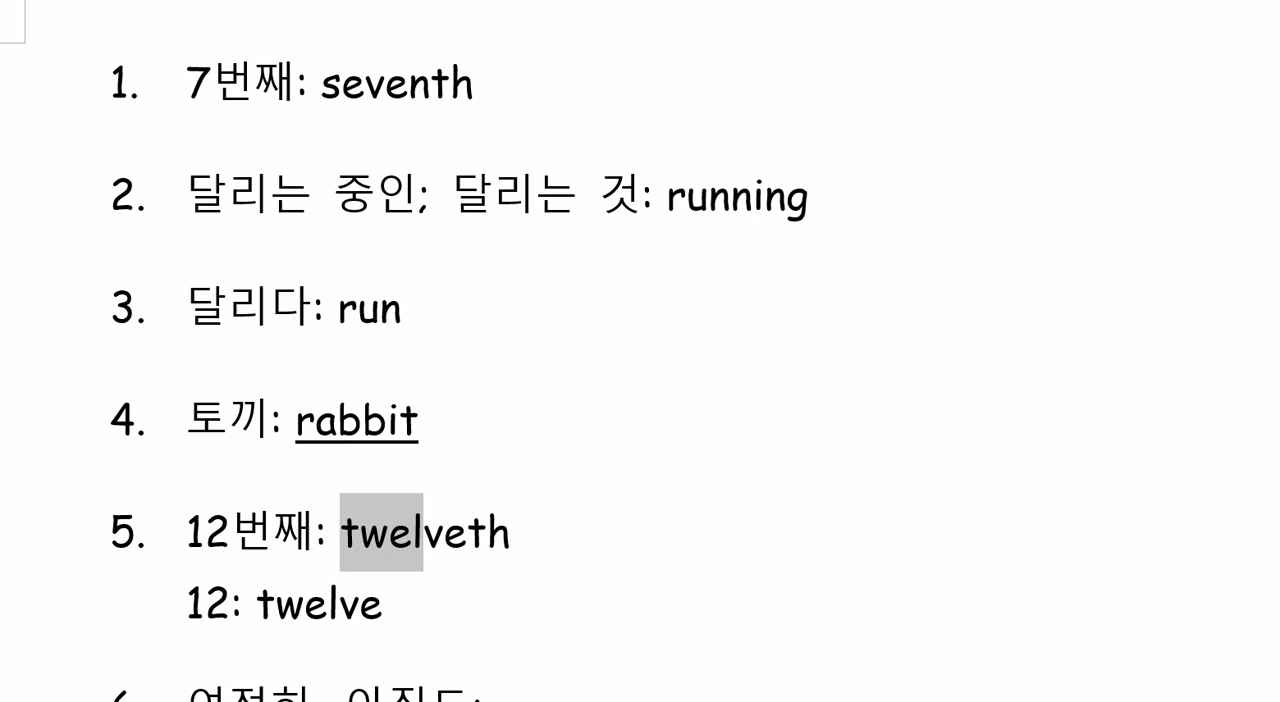 1. 7번째: seventh
2. 달리는 중인; 달리는 것: running
3. 달리다: run
4. 토끼: rabbit
5. 12번째: twelveth
12: twelve